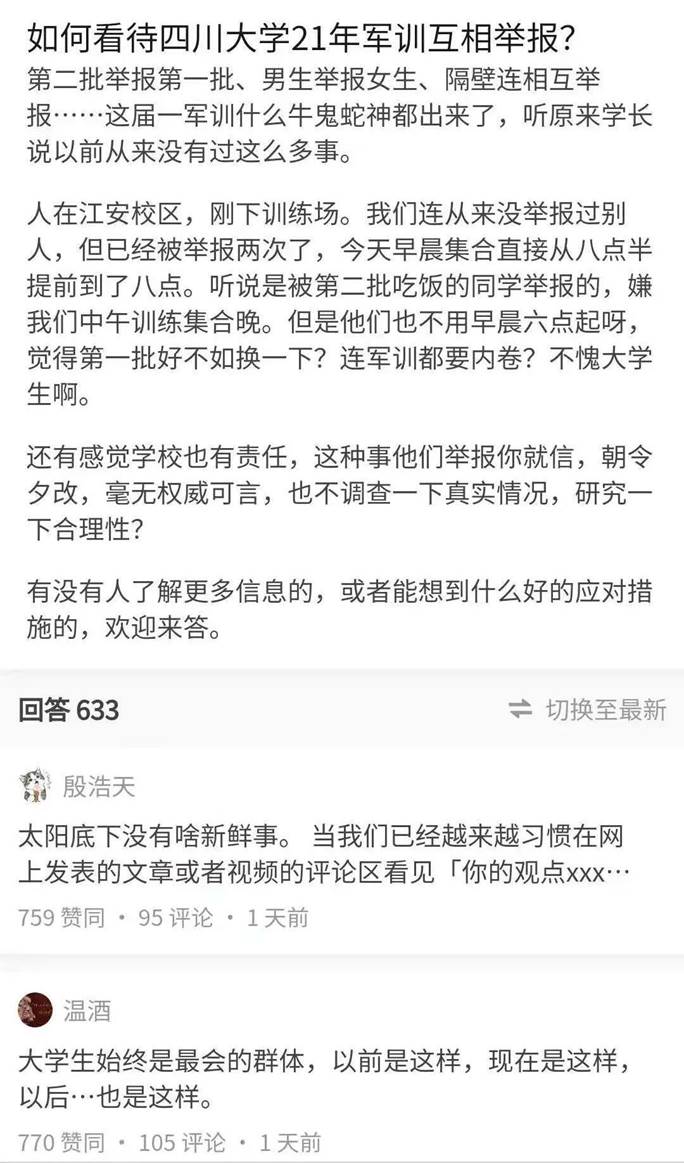 如何看待四川大学21年军训互相举报？
第二批举报第一批、男生举报女生、隔壁连相互举
报……这届一军训什么牛鬼蛇神都出来了，听原来学长
说以前从来没有过这么多事。
人在江安校区，刚下训练场。我们连从来没举报过别
人，但已经被举报两次了，今天早晨集合直接从八点半
提前到了八点。听说是被第二批吃饭的同学举报的，嫌
我们中午训练集合晚。但是他们也不用早晨六点起呀，
觉得第一批好不如换一下？连军训都要内卷？不愧大学
生啊。
还有感觉学校也有责任，这种事他们举报你就信，朝令
夕改，毫无权威可言，也不调查一下真实情况，研究一
下合理性？
有没有人了解更多信息的，或者能想到什么好的应对措
施的，欢迎来答。
回答 633
切换至最新
殷浩天
太阳底下没有啥新鲜事。 当我们已经越来越习惯在网
上发表的文章或者视频的评论区看见「你的观点xxx…
759 赞同 · 95 评论 · 1 天前
温酒
大学生始终是最会的群体，以前是这样，现在是这样，
以后…也是这样。
770 赞同 · 105 评论 · 1 天前